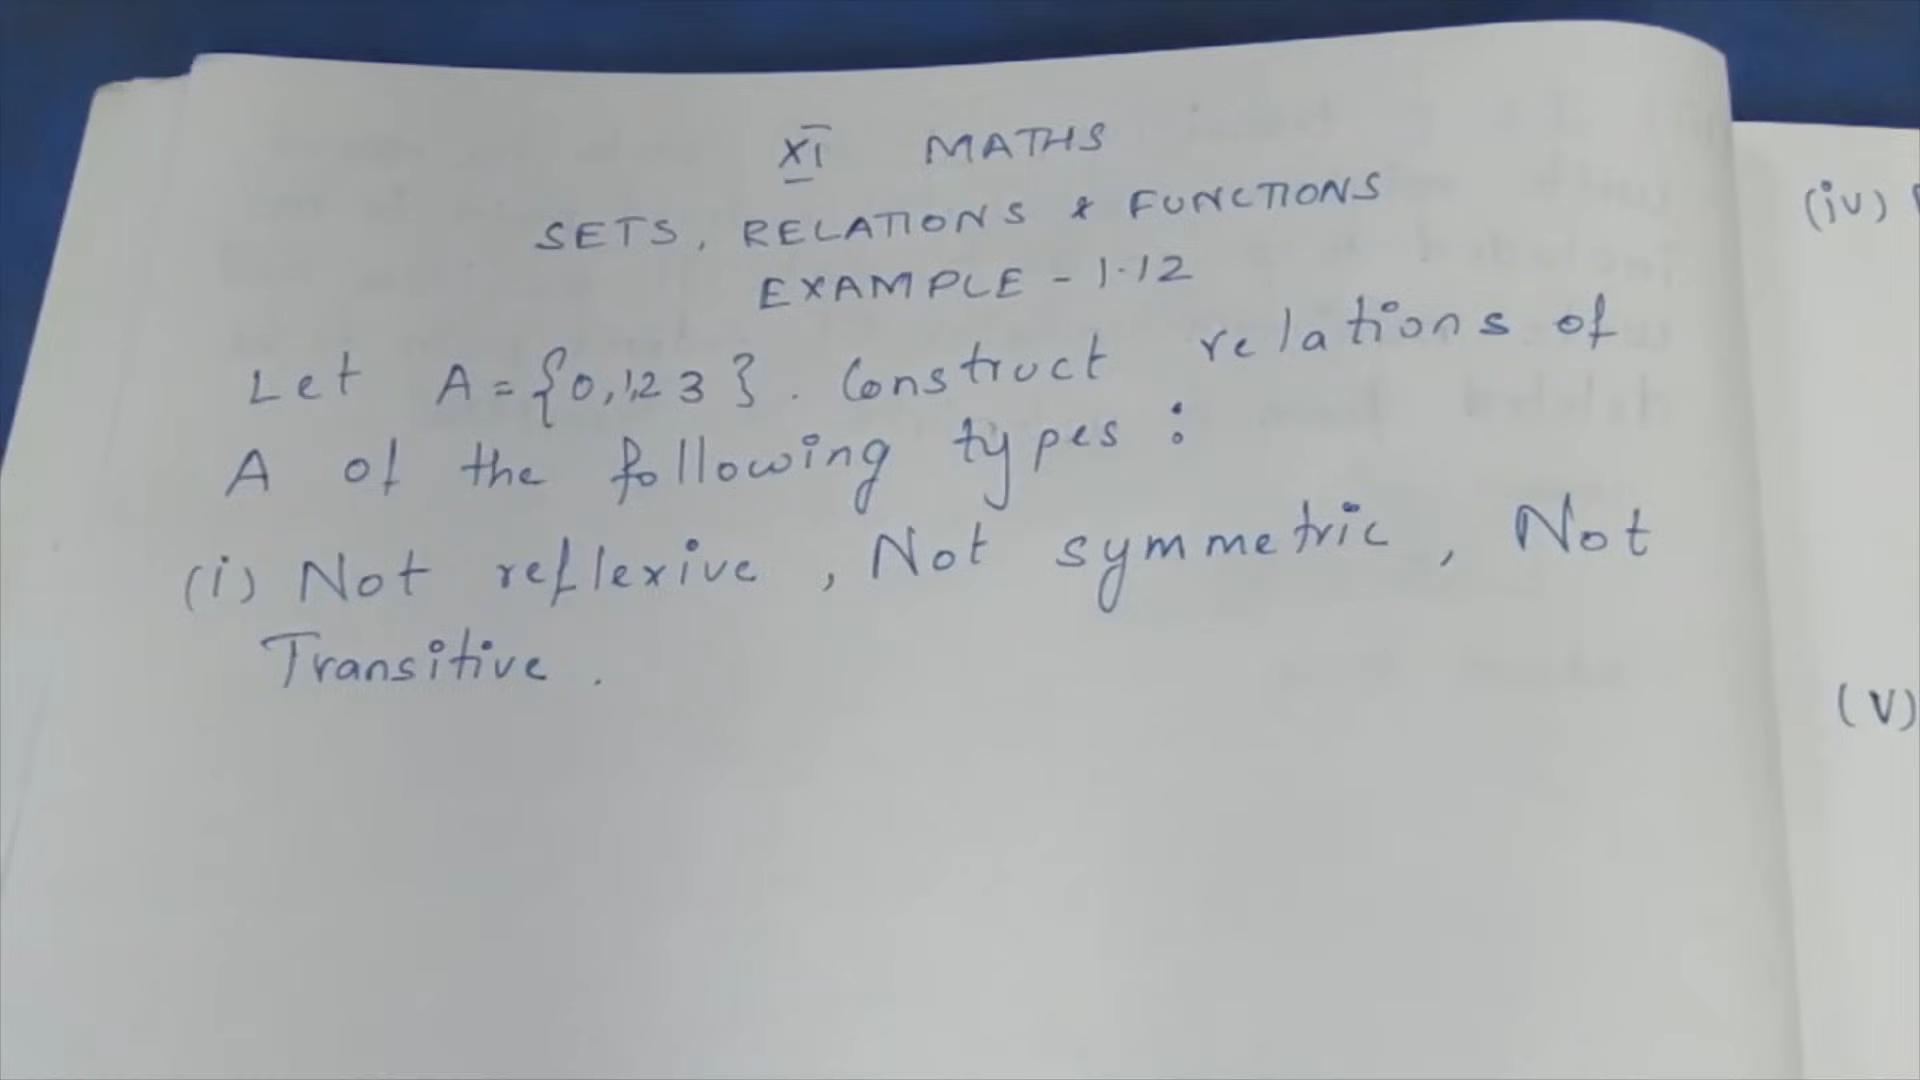 XI MATHS
SETS, RELATIONS & FUNCTIONS
EXAMPLE - 1.12
Let A = {0,1,2 3}. Construct relations of
A of the following types :
(i) Not reflexive, Not symmetric, Not
Transitive.
(iv)
(v)